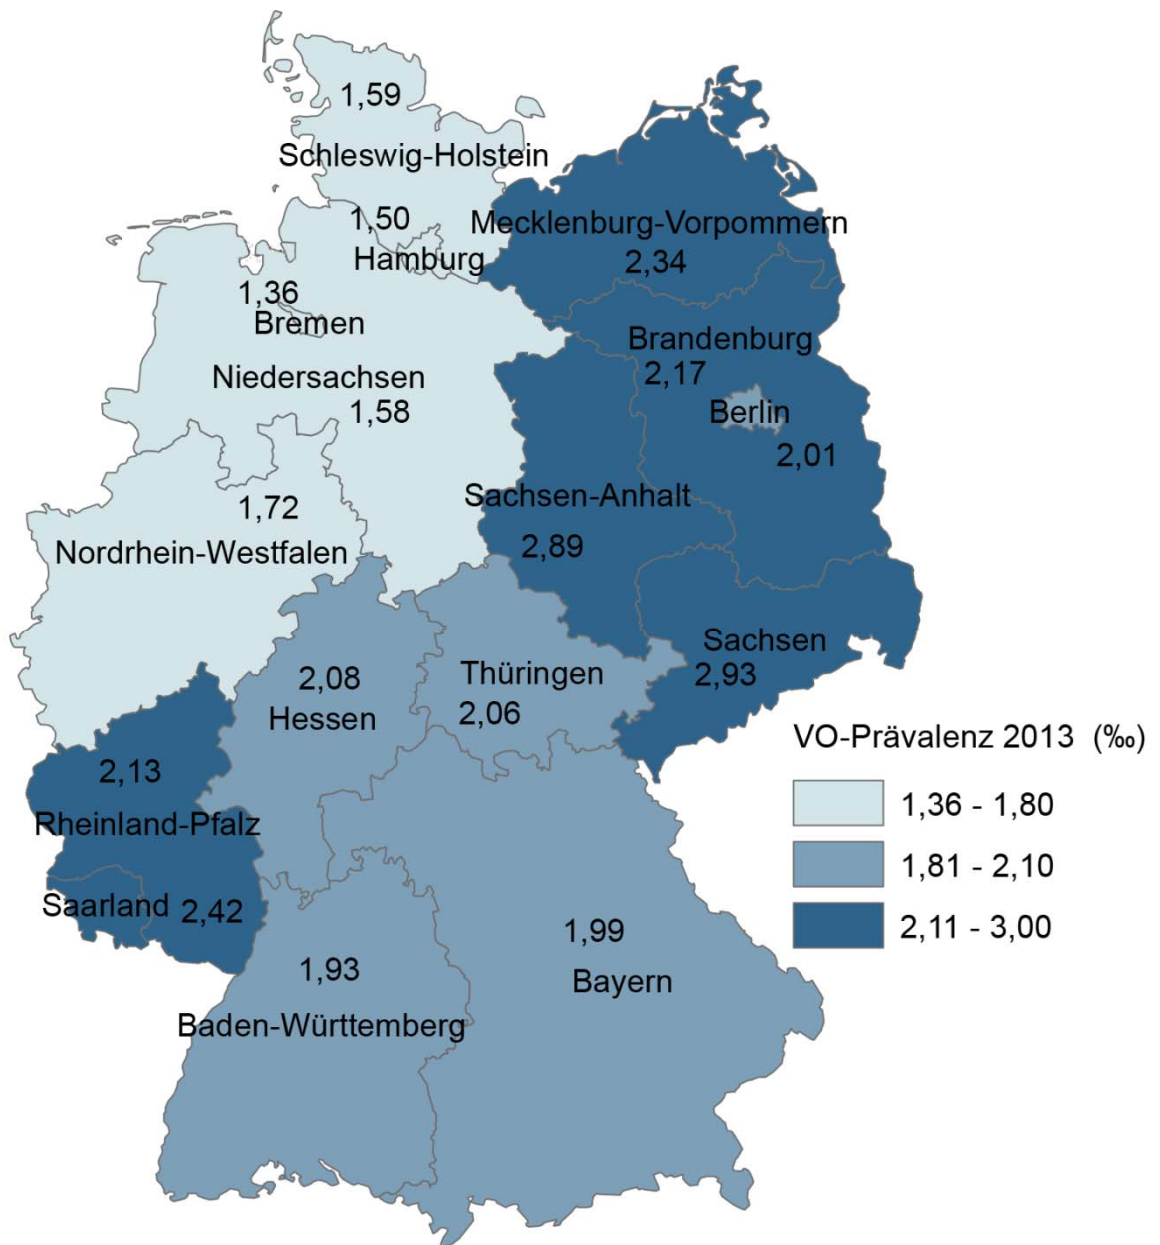 1,59
Schleswig-Holstein
1,50
Hamburg
Mecklenburg-Vorpommern
2,34
1,36
Bremen
Brandenburg
2,17
Niedersachsen
1,58
Berlin
2,01
1,72
Nordrhein-Westfalen
Sachsen-Anhalt
2,89
Sachsen
2,93
2,08
Hessen
Thüringen
2,06
2,13
Rheinland-Pfalz
Saarland 2,42
1,93
Baden-Württemberg
1,99
Bayern
VO-Prävalenz 2013 (‰)
1,36 - 1,80
1,81 - 2,10
2,11 - 3,00